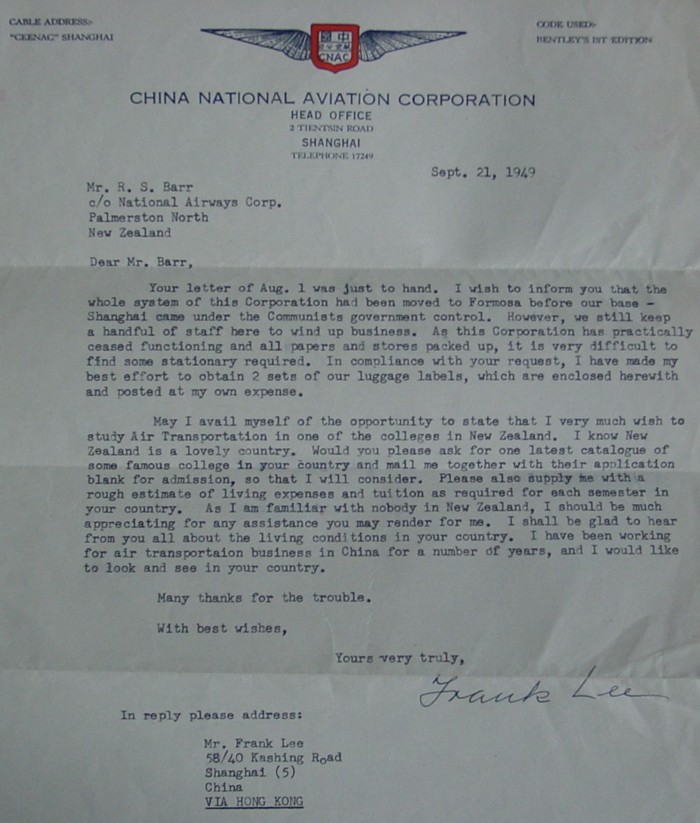 CABLE ADDRESS:-
"CEENAC" SHANGHAI
CODE USED:-
BENTLEY'S 1ST EDITION
中國
CNAC
CHINA NATIONAL AVIATION CORPORATION
HEAD OFFICE
2 TIENTSIN ROAD
SHANGHAI
TELEPHONE 17249
Sept. 21, 1949
Mr. R. S. Barr
c/o National Airways Corp.
Palmerston North
New Zealand
Dear Mr. Barr,
Your letter of Aug. 1 was just to hand. I wish to inform you that the
whole system of this Corporation had been moved to Formosa before our base -
Shanghai came under the Communists government control. However, we still keep
a handful of staff here to wind up business. As this Corporation has practically
ceased functioning and all papers and stores packed up, it is very difficult to
find some stationary required. In compliance with your request, I have made my
best effort to obtain 2 sets of our luggage labels, which are enclosed herewith
and posted at my own expense.
May I avail myself of the opportunity to state that I very much wish to
study Air Transportation in one of the colleges in New Zealand. I know New
Zealand is a lovely country. Would you please ask for one latest catalogue of
some famous college in your country and mail me together with their application
blank for admission, so that I will consider. Please also supply me with a
rough estimate of living expenses and tuition as required for each semester in
your country. As I am familiar with nobody in New Zealand, I should be much
appreciating for any assistance you may render for me. I shall be glad to hear
from you all about the living conditions in your country. I have been working
for air transportaion business in China for a number of years, and I would like
to look and see in your country.
Many thanks for the trouble.
With best wishes,
Yours very truly,
Frank Lee
In reply please address:
Mr. Frank Lee
58/40 Kashing Road
Shanghai (5)
China
VIA HONG KONG